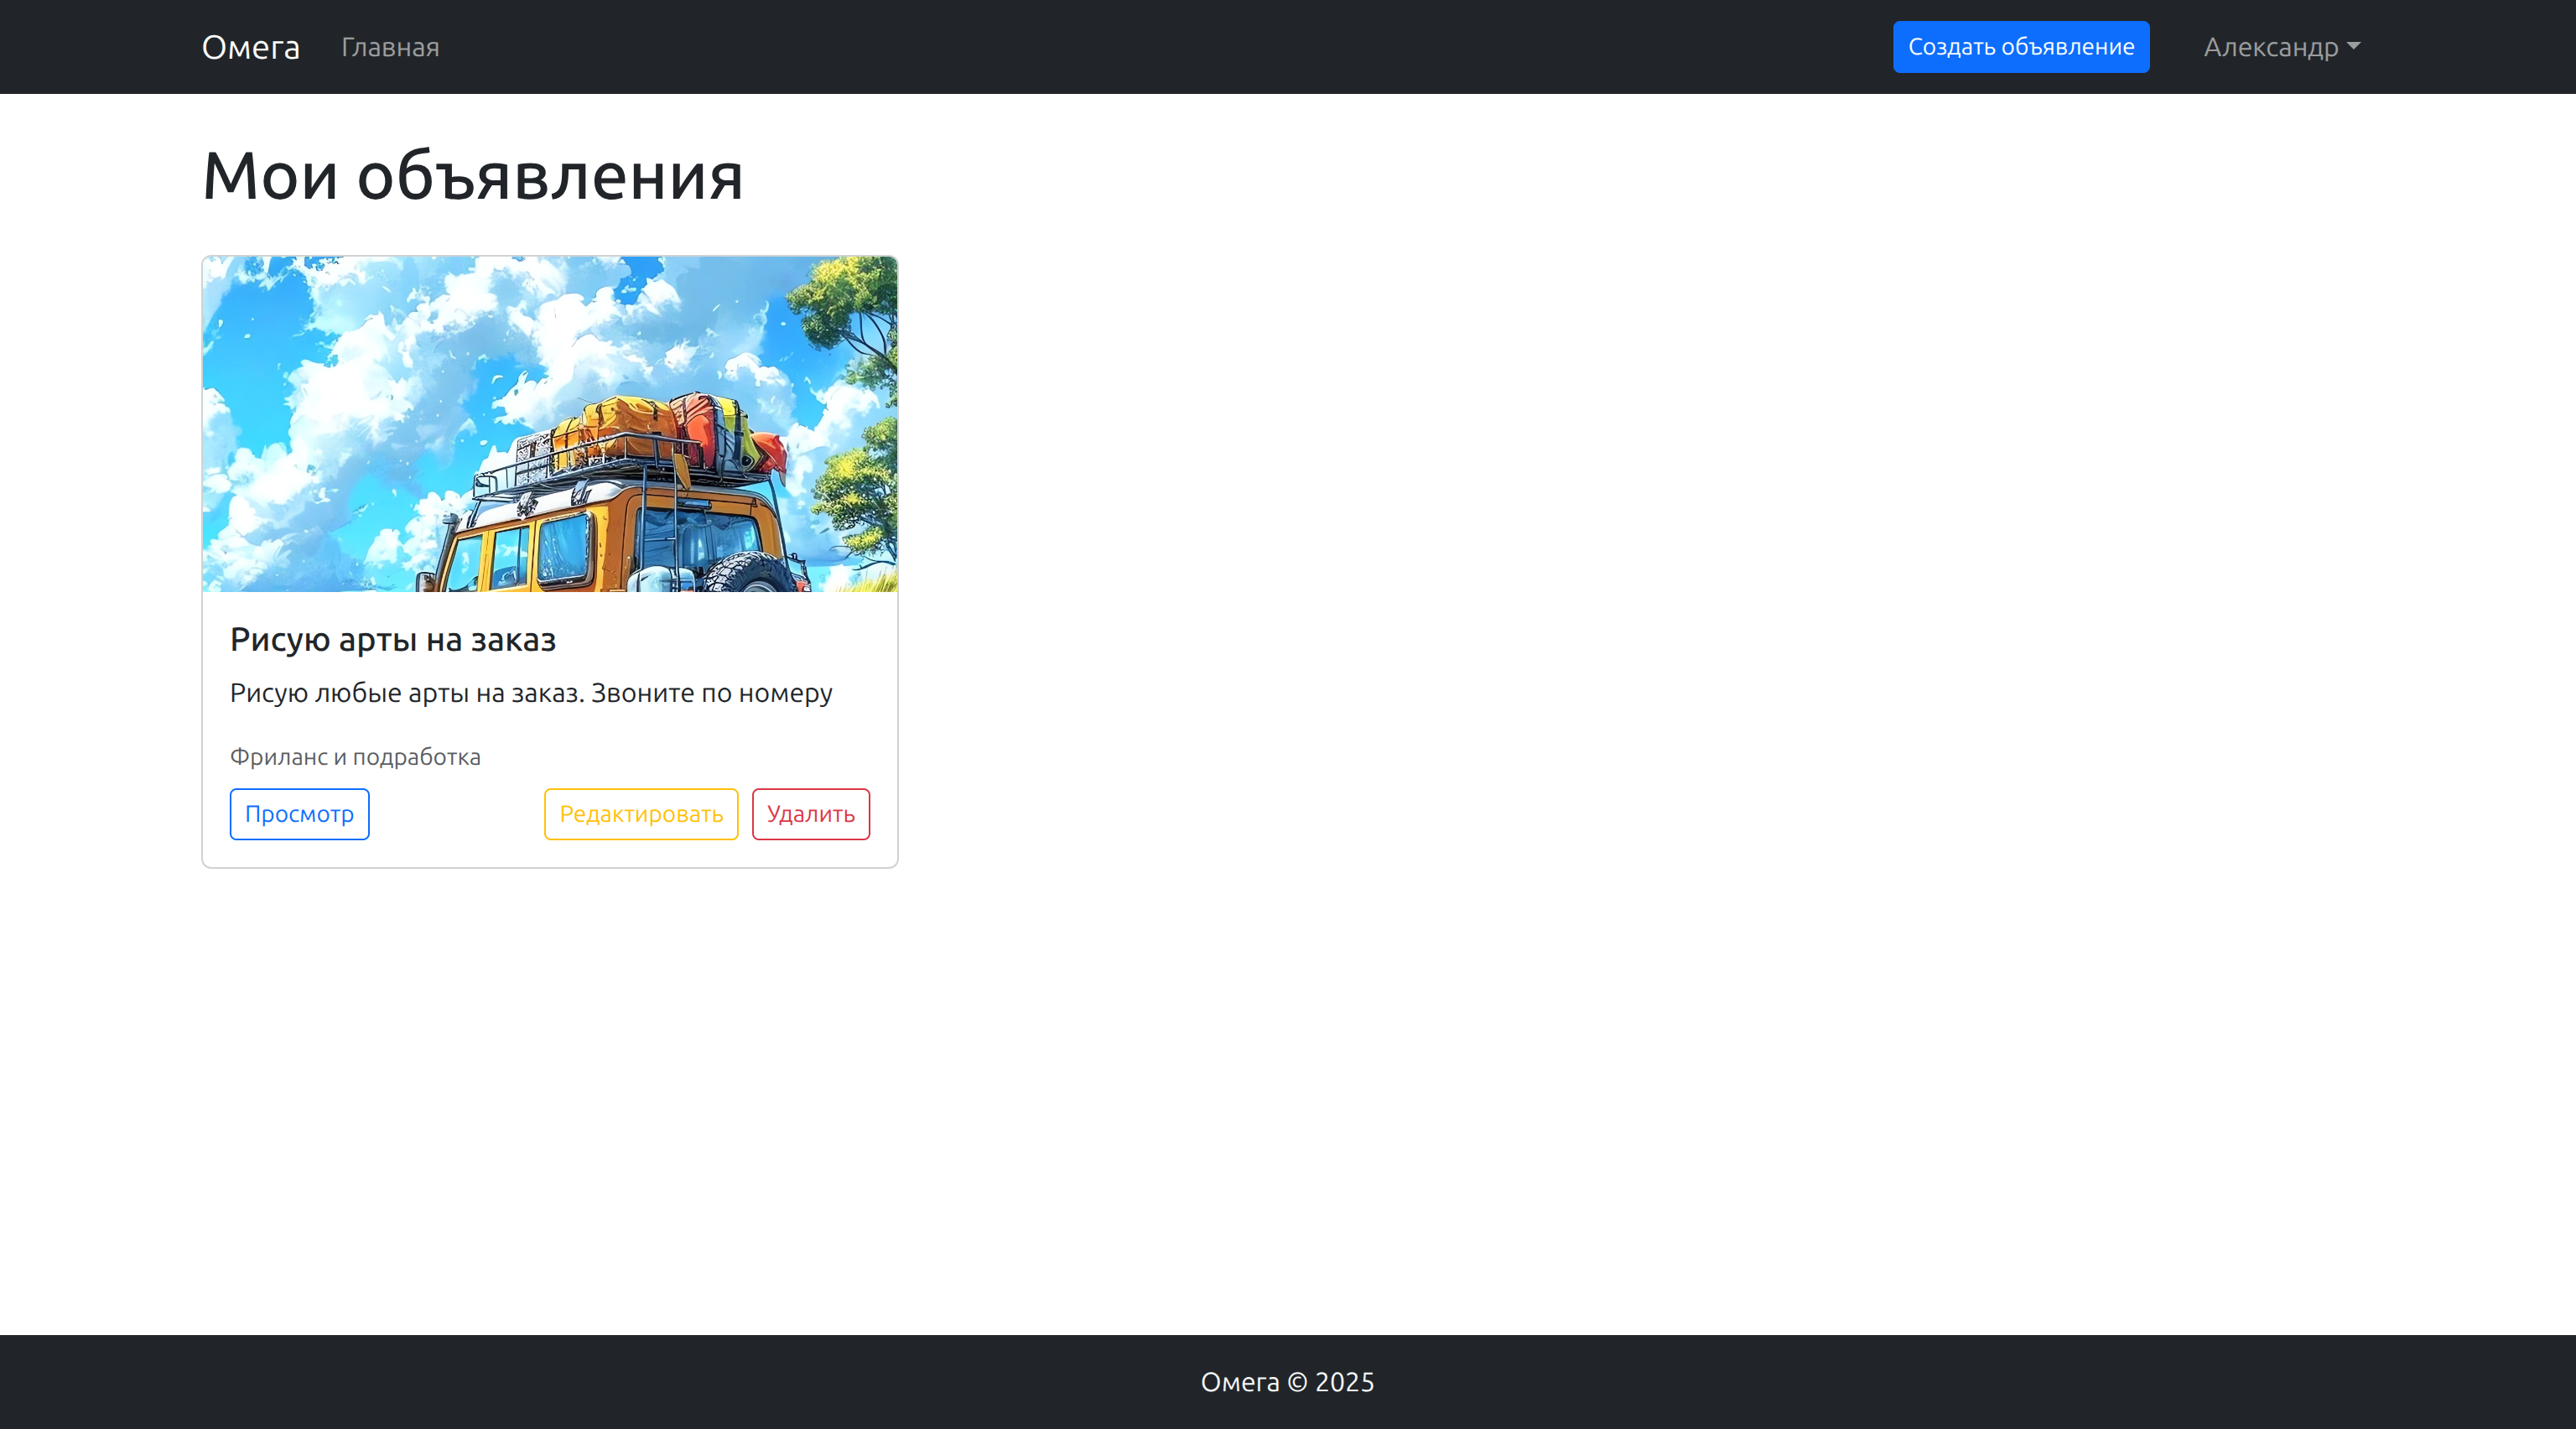 Омега Главная Создать объявление Александр
Мои объявления
Рисую арты на заказ
Рисую любые арты на заказ. Звоните по номеру
Фриланс и подработка
Просмотр Редактировать Удалить
Омега © 2025